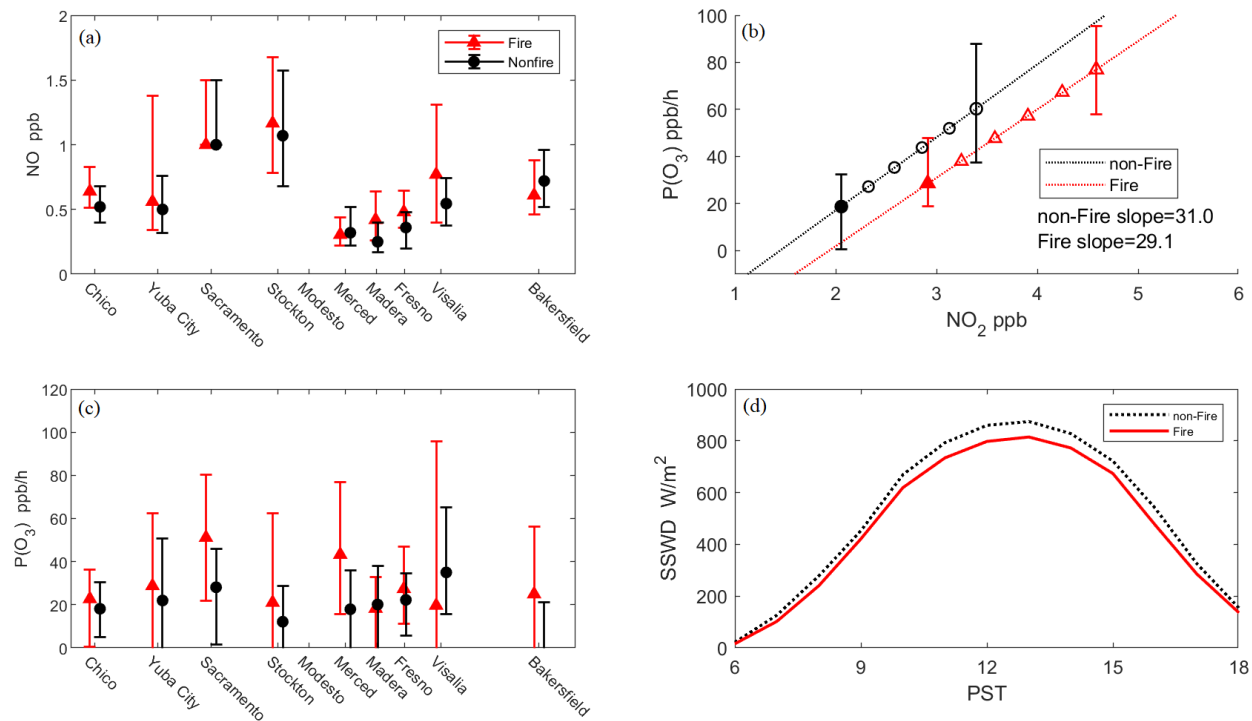 (a)
NO ppb
2
1.5
1
0.5
0
Fire
Nonfire
Chico
Yuba City
Sacramento
Stockton
Modesto
Merced
Madera
Fresno
Visalia
Bakersfield
(b)
P(O3) ppb/h
100
80
60
40
20
0
non-Fire
Fire
non-Fire slope=31.0
Fire slope=29.1
1 2 3 4 5 6
NO2 ppb
(c)
P(O3) ppb/h
120
100
80
60
40
20
0
Chico
Yuba City
Sacramento
Stockton
Modesto
Merced
Madera
Fresno
Visalia
Bakersfield
(d)
SSWD W/m2
1000
800
600
400
200
0
non-Fire
Fire
6 9 12 15 18
PST